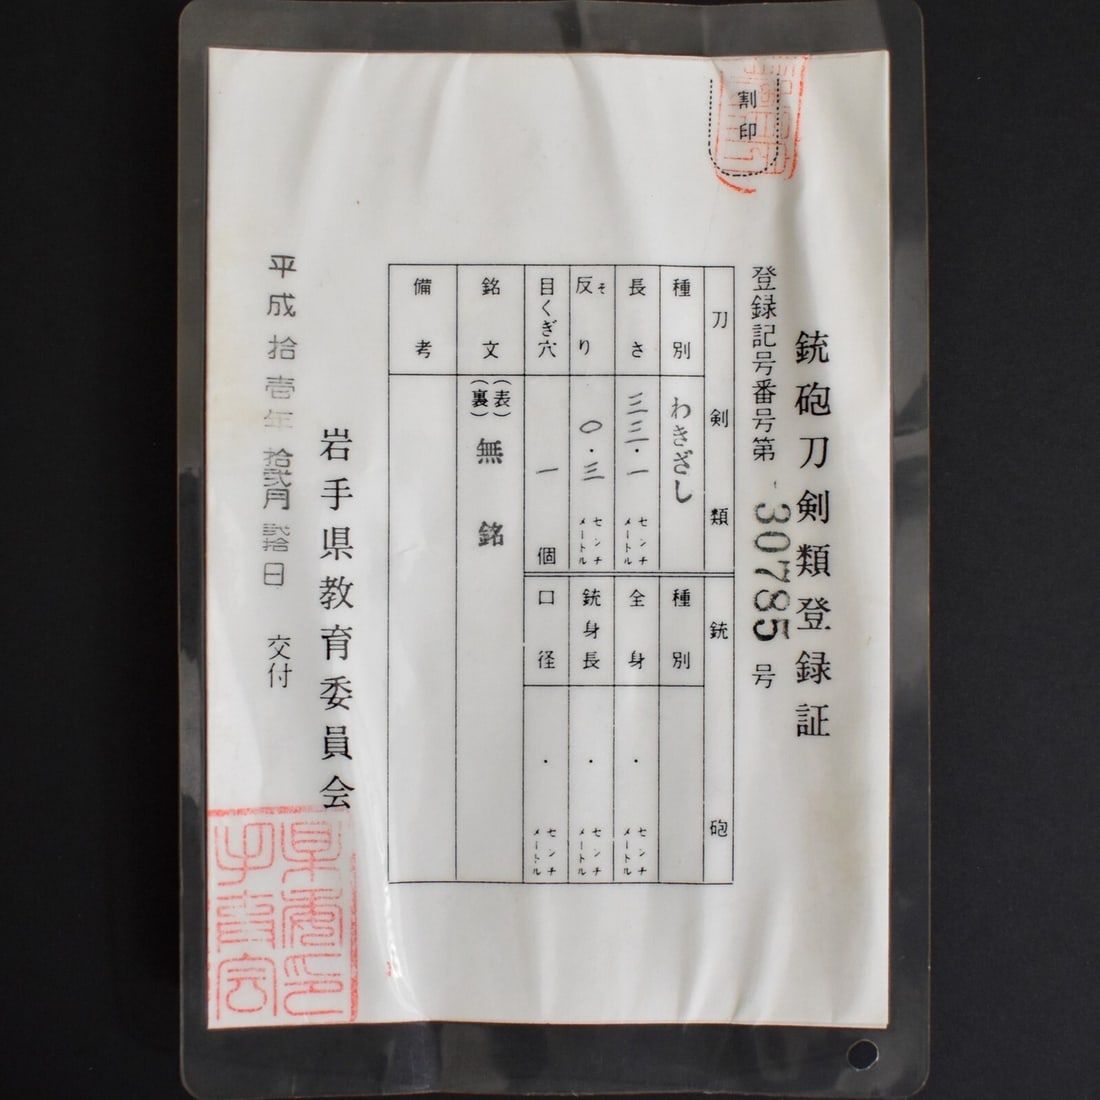 割印
銃砲刀剣類登録証
登録記号番号第 30785 号
刀剣類 銃砲
種別 わきざし 種別
長さ 三三・一 センチメートル 全身 ・ センチメートル
反り そ 〇・三 センチメートル 銃身長 ・ センチメートル
目くぎ穴 一 個 口径 ・ センチメートル
銘文 (表) 無銘
(裏)
備考
岩手県教育委員会
平成拾壱年拾弐月弐拾日 交付